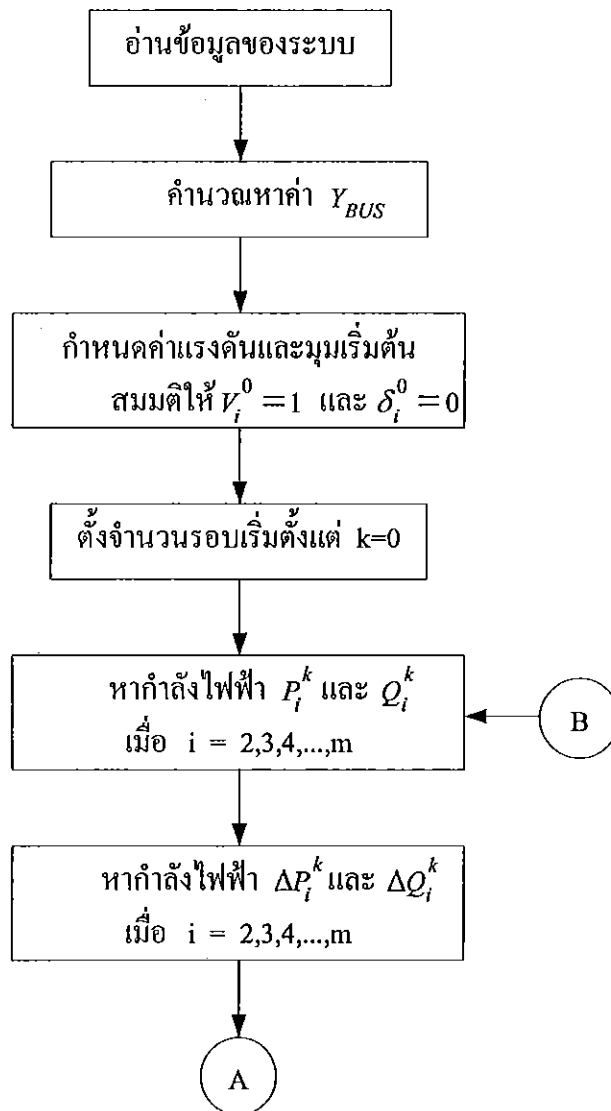 อ่านข้อมูลของระบบ
คำนวณหาค่า Y_{BUS}
กำหนดค่าแรงดันและมุมเริ่มต้น
สมมติให้ V_i^0 = 1 และ δ_i^0 = 0
ตั้งจำนวนรอบเริ่มตั้งแต่ k=0
หากำลังไฟฟ้า P_i^k และ Q_i^k
เมื่อ i = 2,3,4,...,m
B
หากำลังไฟฟ้า ΔP_i^k และ ΔQ_i^k
เมื่อ i = 2,3,4,...,m
A